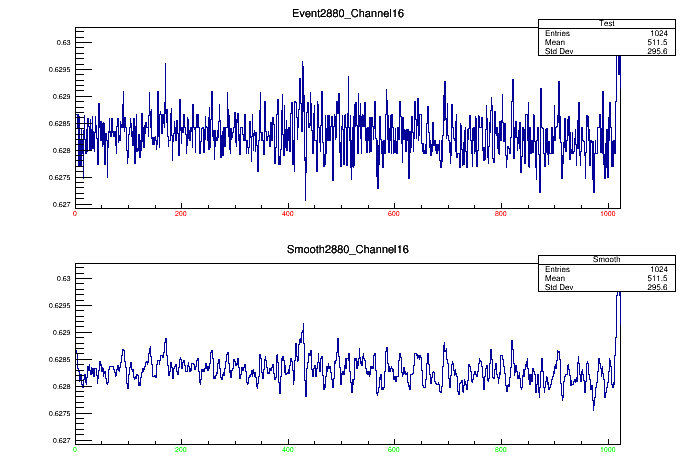 Event2880_Channel16
Test
Entries 1024
Mean 511.5
Std Dev 295.6
0.63
0.6295
0.629
0.6285
0.628
0.6275
0.627
0 200 400 600 800 1000
Smooth2880_Channel16
Smooth
Entries 1024
Mean 511.5
Std Dev 295.6
0.63
0.6295
0.629
0.6285
0.628
0.6275
0.627
0 200 400 600 800 1000